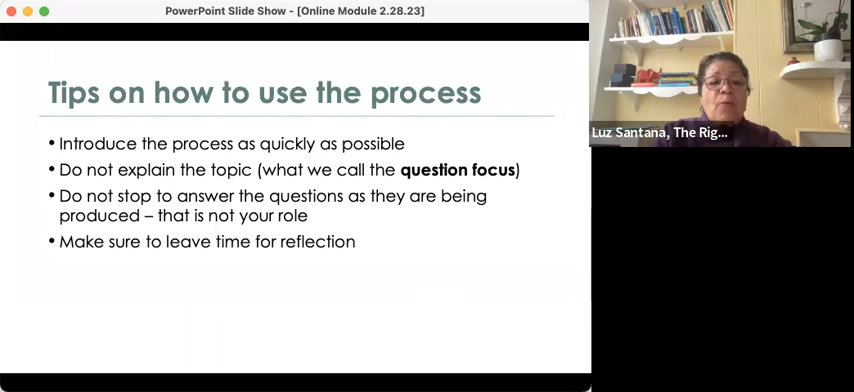 PowerPoint Slide Show - [Online Module 2.28.23]
Tips on how to use the process
• Introduce the process as quickly as possible
• Do not explain the topic (what we call the question focus)
• Do not stop to answer the questions as they are being
produced – that is not your role
• Make sure to leave time for reflection
Luz Santana, The Rig...